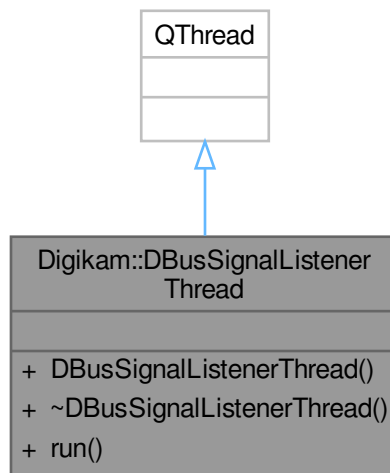 QThread
Digikam::DBusSignalListener
Thread
+ DBusSignalListenerThread()
+ ~DBusSignalListenerThread()
+ run()